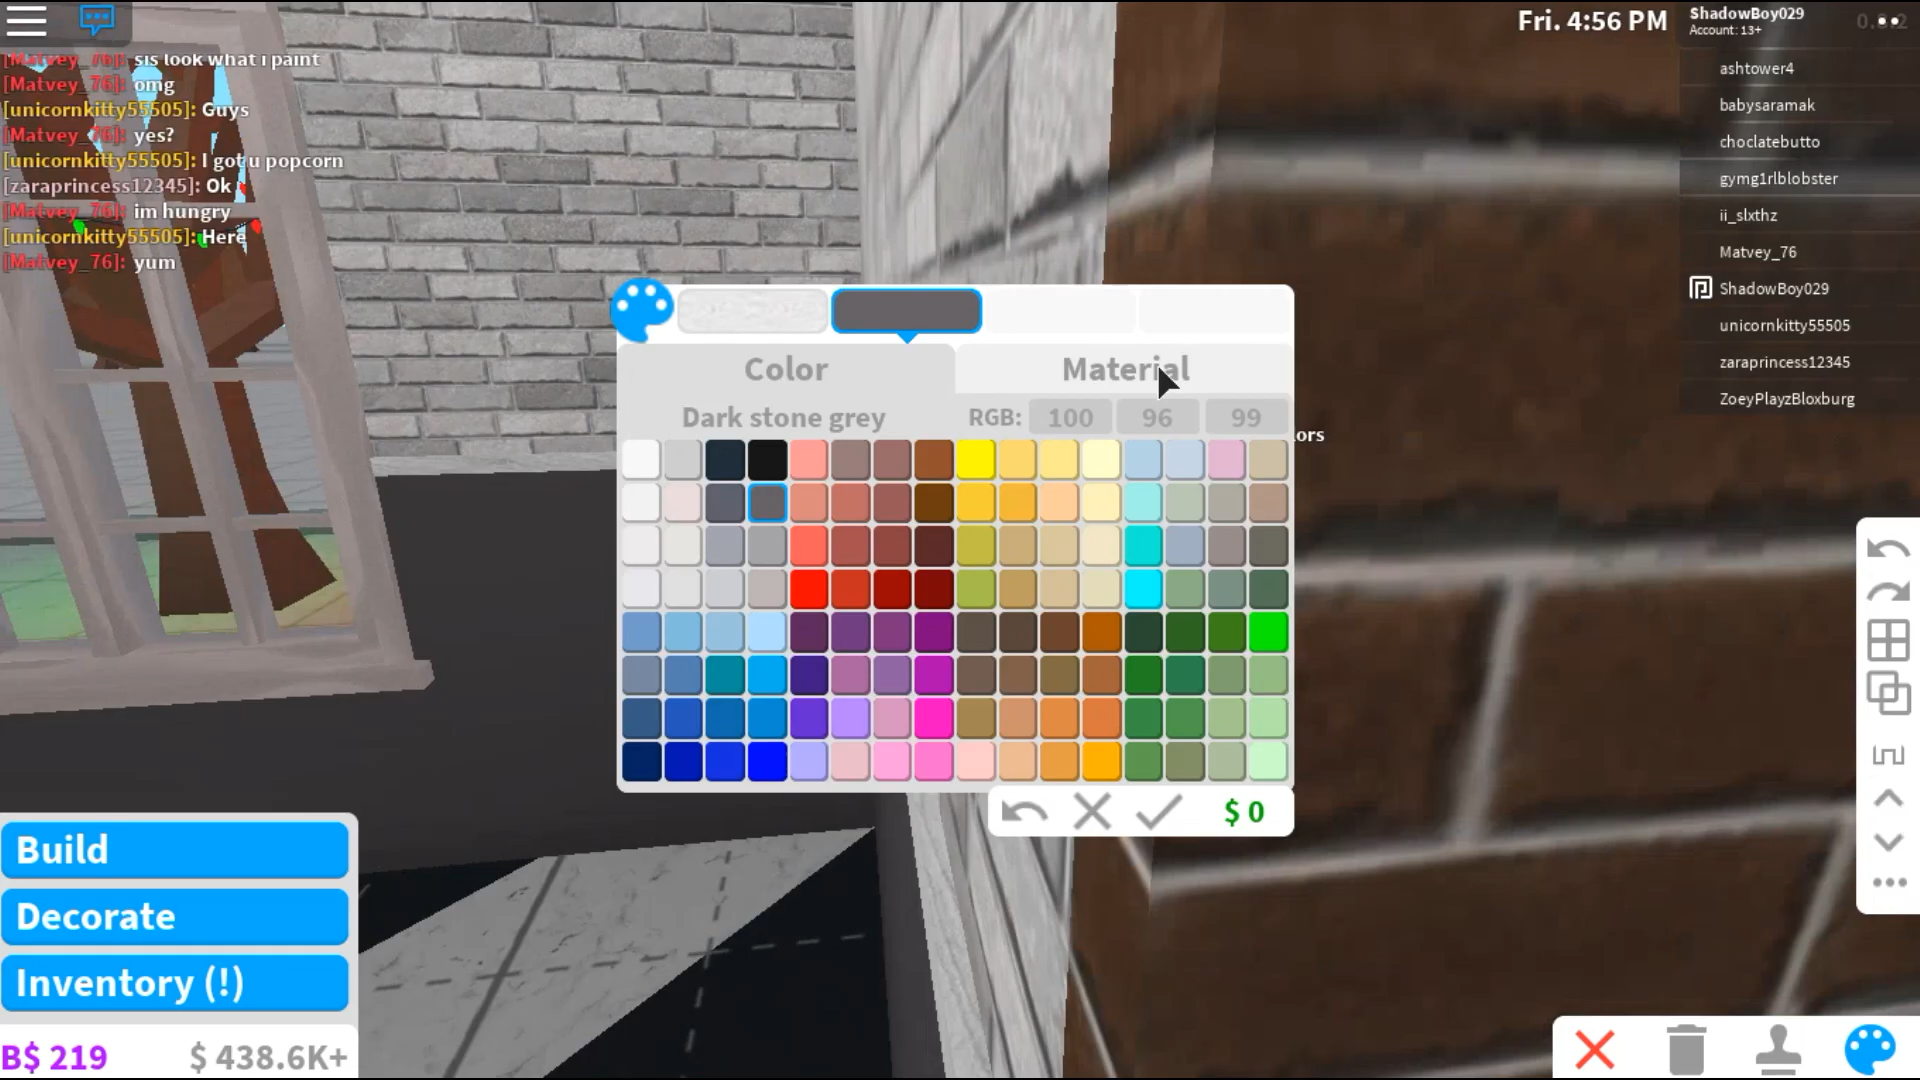 [Matvey_76]: sis look what i paint
[Matvey_76]: omg
[unicornkitty55505]: Guys
[Matvey_76]: yes?
[unicornkitty55505]: I got u popcorn
[zaraprincess12345]: Ok
[Matvey_76]: im hungry
[unicornkitty55505]: Here
[Matvey_76]: yum
Fri. 4:56 PM
ShadowBoy029
Account: 13+
ashtower4
babysaramak
choclatebutto
gymg1rlblobster
ii_slxthz
Matvey_76
ShadowBoy029
unicornkitty55505
zaraprincess12345
ZoeyPlayzBloxburg
Color
Material
Dark stone grey
RGB: 100 96 99
ors
$ 0
Build
Decorate
Inventory (!)
B$ 219
$ 438.6K+